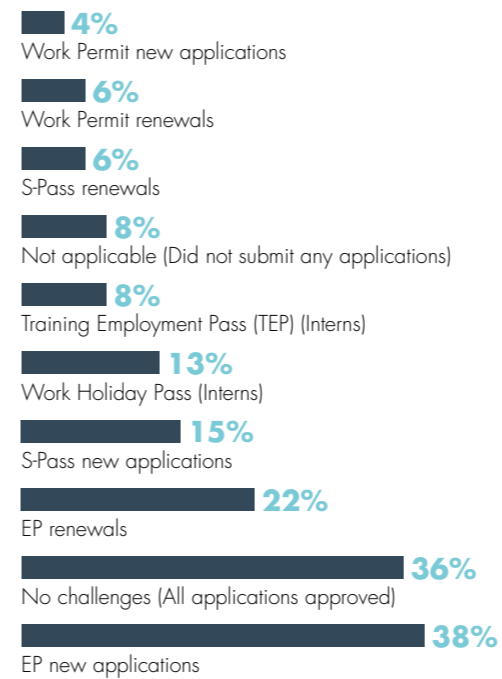 4%
Work Permit new applications
6%
Work Permit renewals
6%
S-Pass renewals
8%
Not applicable (Did not submit any applications)
8%
Training Employment Pass (TEP) (Interns)
13%
Work Holiday Pass (Interns)
15%
S-Pass new applications
22%
EP renewals
36%
No challenges (All applications approved)
38%
EP new applications